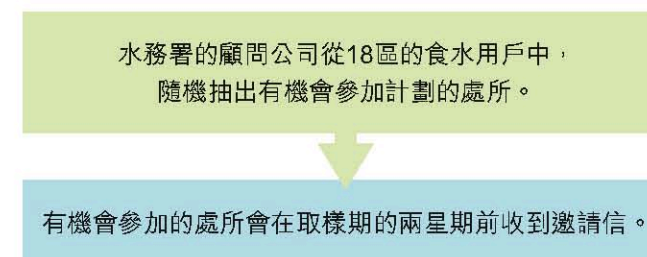 水務署的顧問公司從18區的食水用戶中，
隨機抽出有機會參加計劃的處所。
有機會參加的處所會在取樣期的兩星期前收到邀請信。